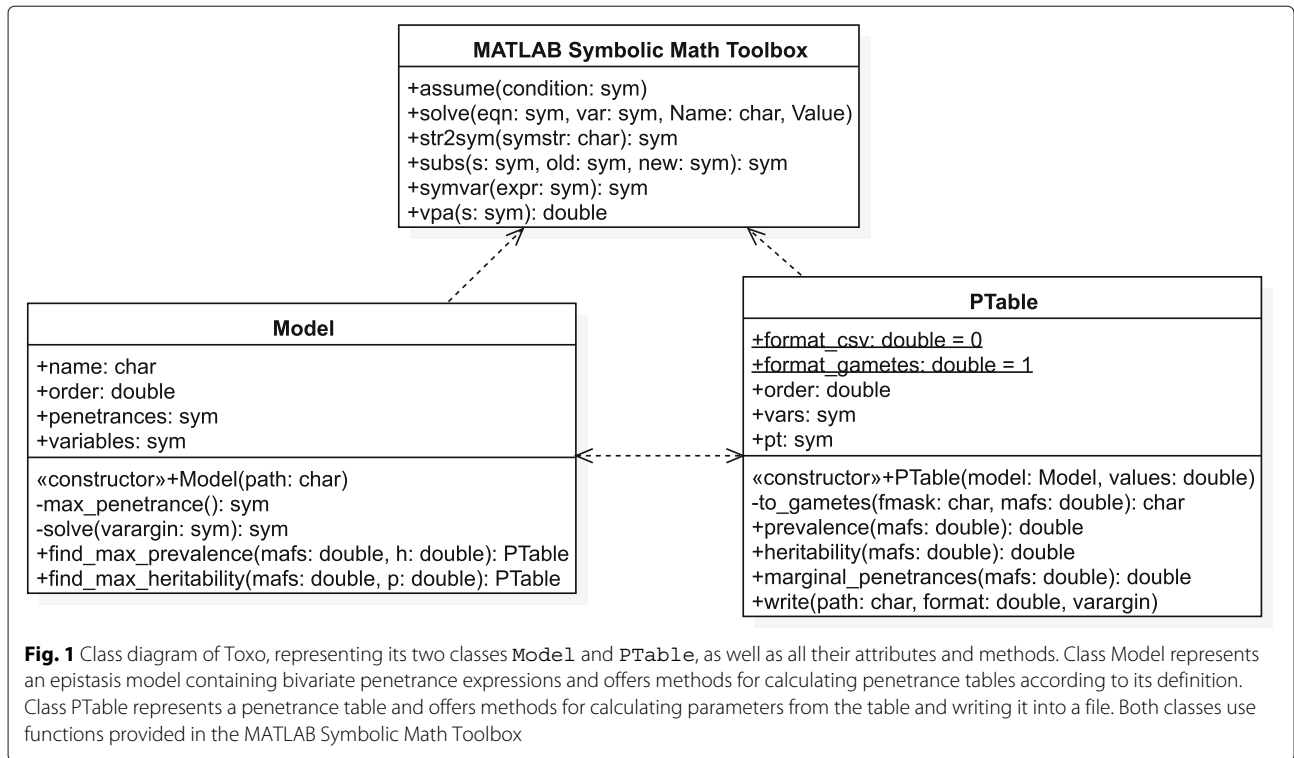 MATLAB Symbolic Math Toolbox
+assume(condition: sym)
+solve(eqn: sym, var: sym, Name: char, Value)
+str2sym(symstr: char): sym
+subs(s: sym, old: sym, new: sym): sym
+symvar(expr: sym): sym
+vpa(s: sym): double
Model
+name: char
+order: double
+penetrances: sym
+variables: sym
«constructor»+Model(path: char)
-max_penetrance(): sym
-solve(varargin: sym): sym
+find_max_prevalence(mafs: double, h: double): PTable
+find_max_heritability(mafs: double, p: double): PTable
PTable
+format_csv: double = 0
+format_gametes: double = 1
+order: double
+vars: sym
+pt: sym
«constructor»+PTable(model: Model, values: double)
-to_gametes(fmask: char, mafs: double): char
+prevalence(mafs: double): double
+heritability(mafs: double): double
+marginal_penetrances(mafs: double): double
+write(path: char, format: double, varargin)
Fig. 1 Class diagram of Toxo, representing its two classes Model and PTable, as well as all their attributes and methods. Class Model represents
an epistasis model containing bivariate penetrance expressions and offers methods for calculating penetrance tables according to its definition.
Class PTable represents a penetrance table and offers methods for calculating parameters from the table and writing it into a file. Both classes use
functions provided in the MATLAB Symbolic Math Toolbox